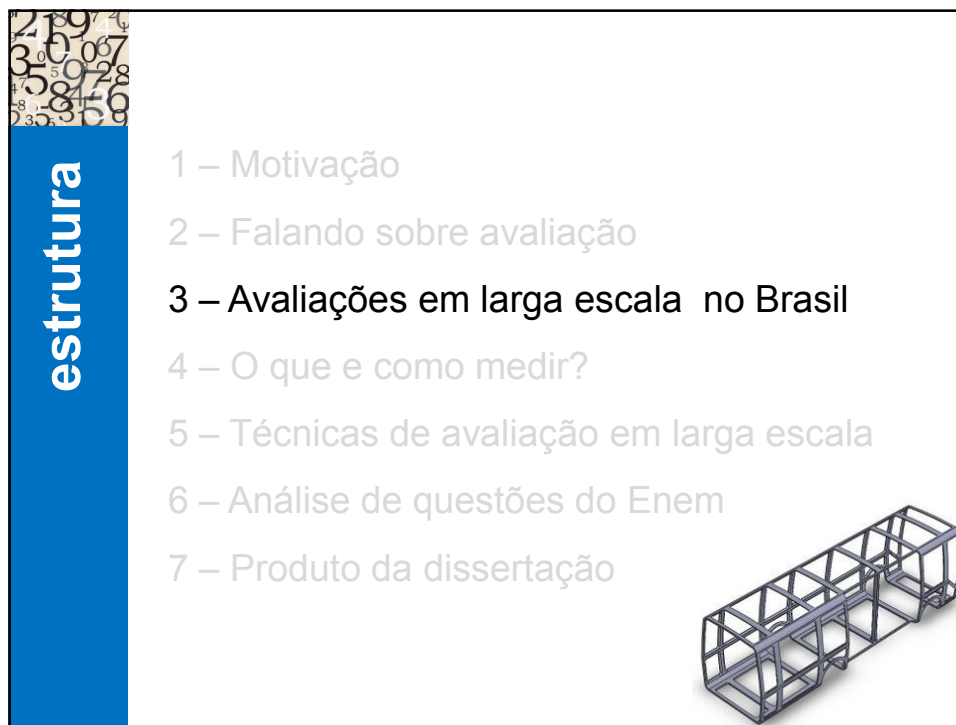 estrutura
1 – Motivação
2 – Falando sobre avaliação
3 – Avaliações em larga escala no Brasil
4 – O que e como medir?
5 – Técnicas de avaliação em larga escala
6 – Análise de questões do Enem
7 – Produto da dissertação